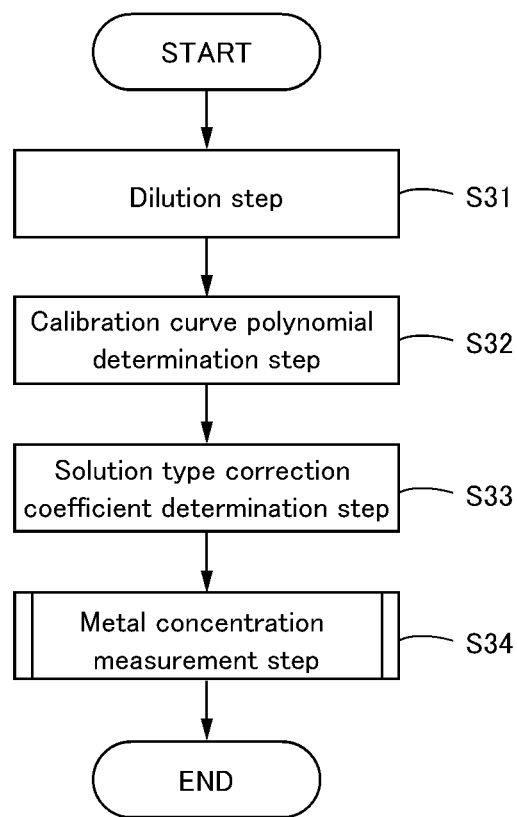 START
Dilution step
S31
Calibration curve polynomial
determination step
S32
Solution type correction
coefficient determination step
S33
Metal concentration
measurement step
S34
END